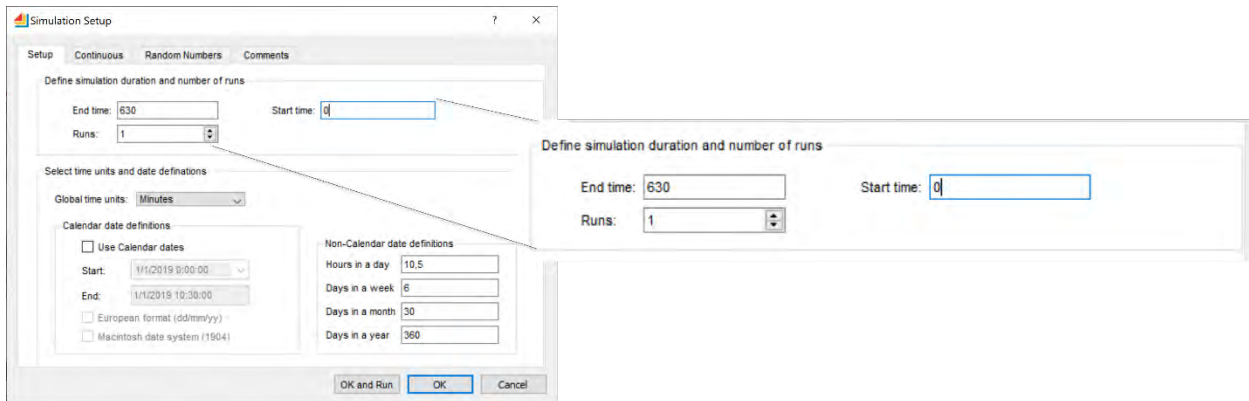 Simulation Setup ? ×
Setup Continuous Random Numbers Comments
Define simulation duration and number of runs
End time: 630 Start time: 0
Runs: 1
Select time units and date definations
Global time units: Minutes
Calendar date definitions
Use Calendar dates
Start: 1/1/2019 0:00:00
End: 1/1/2019 10:30:00
European format (dd/mm/yy)
Macintosh date system (1904)
Non-Calendar date definitions
Hours in a day 10,5
Days in a week 6
Days in a month 30
Days in a year 360
OK and Run OK Cancel
Define simulation duration and number of runs
End time: 630 Start time: 0
Runs: 1